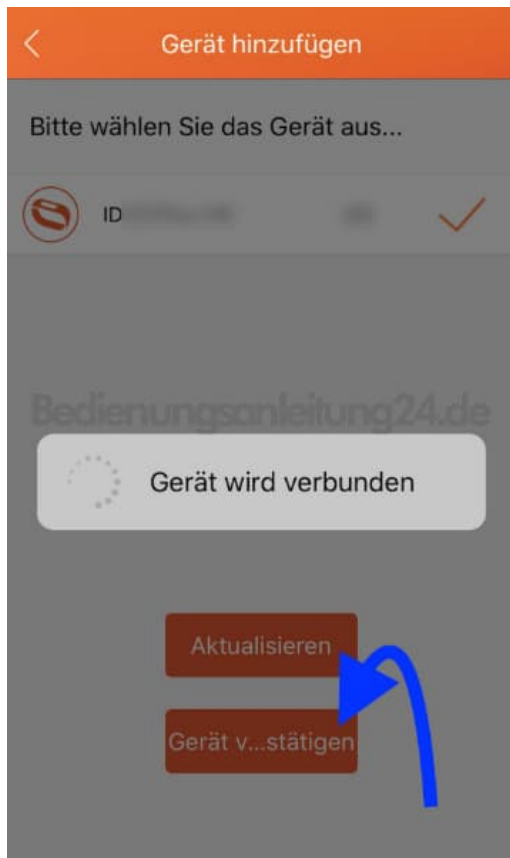 Gerät hinzufügen
Bitte wählen Sie das Gerät aus...
ID
Bedienungsanleitung24.de
Gerät wird verbunden
Aktualisieren
Gerät v...stätigen